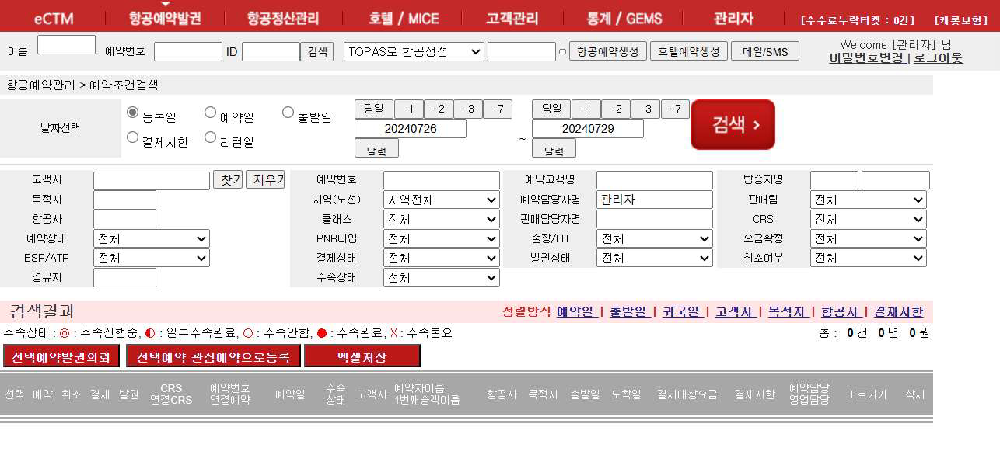 eCTM 항공예약발권 항공정산관리 호텔 / MICE 고객관리 통계 / GEMS 관리자 [수수료누락티켓 : 0건] [캐롯보험]
이름 예약번호 ID 검색 TOPAS로 항공생성 항공예약생성 호텔예약생성 메일/SMS Welcome [관리자] 님
비밀번호변경 | 로그아웃
항공예약관리 > 예약조건검색
날짜선택 등록일 예약일 출발일 당일 -1 -2 -3 -7 당일 -1 -2 -3 -7 검색 >
20240726 ~ 20240729
결제시한 리턴일 달력 달력
고객사 찾기 지우기 예약번호 예약고객명 탑승자명
목적지 지역(노선) 지역전체 예약담당자명 관리자 판매팀 전체
항공사 클래스 전체 판매담당자명 CRS 전체
예약상태 전체 PNR타입 전체 출장/FIT 전체 요금확정 전체
BSP/ATR 전체 결제상태 전체 발권상태 전체 취소여부 전체
경유지 수속상태 전체
검색결과 정렬방식 예약일 | 출발일 | 귀국일 | 고객사 | 목적지 | 항공사 | 결제시한
수속상태 : ◎ : 수속진행중, ◐ : 일부수속완료, ○ : 수속안함, ● : 수속완료, X : 수속불요 총 : 0 건 0 명 0 원
선택예약발권의뢰 선택예약 관심예약으로등록 엑셀저장
선택 예약 취소 결제 발권 CRS 연결CRS 예약번호 연결예약 예약일 수속 상태 고객사 예약자이름 1번째승객이름 항공사 목적지 출발일 도착일 결제대상요금 결제시한 예약담당 영업담당 바로가기 삭제